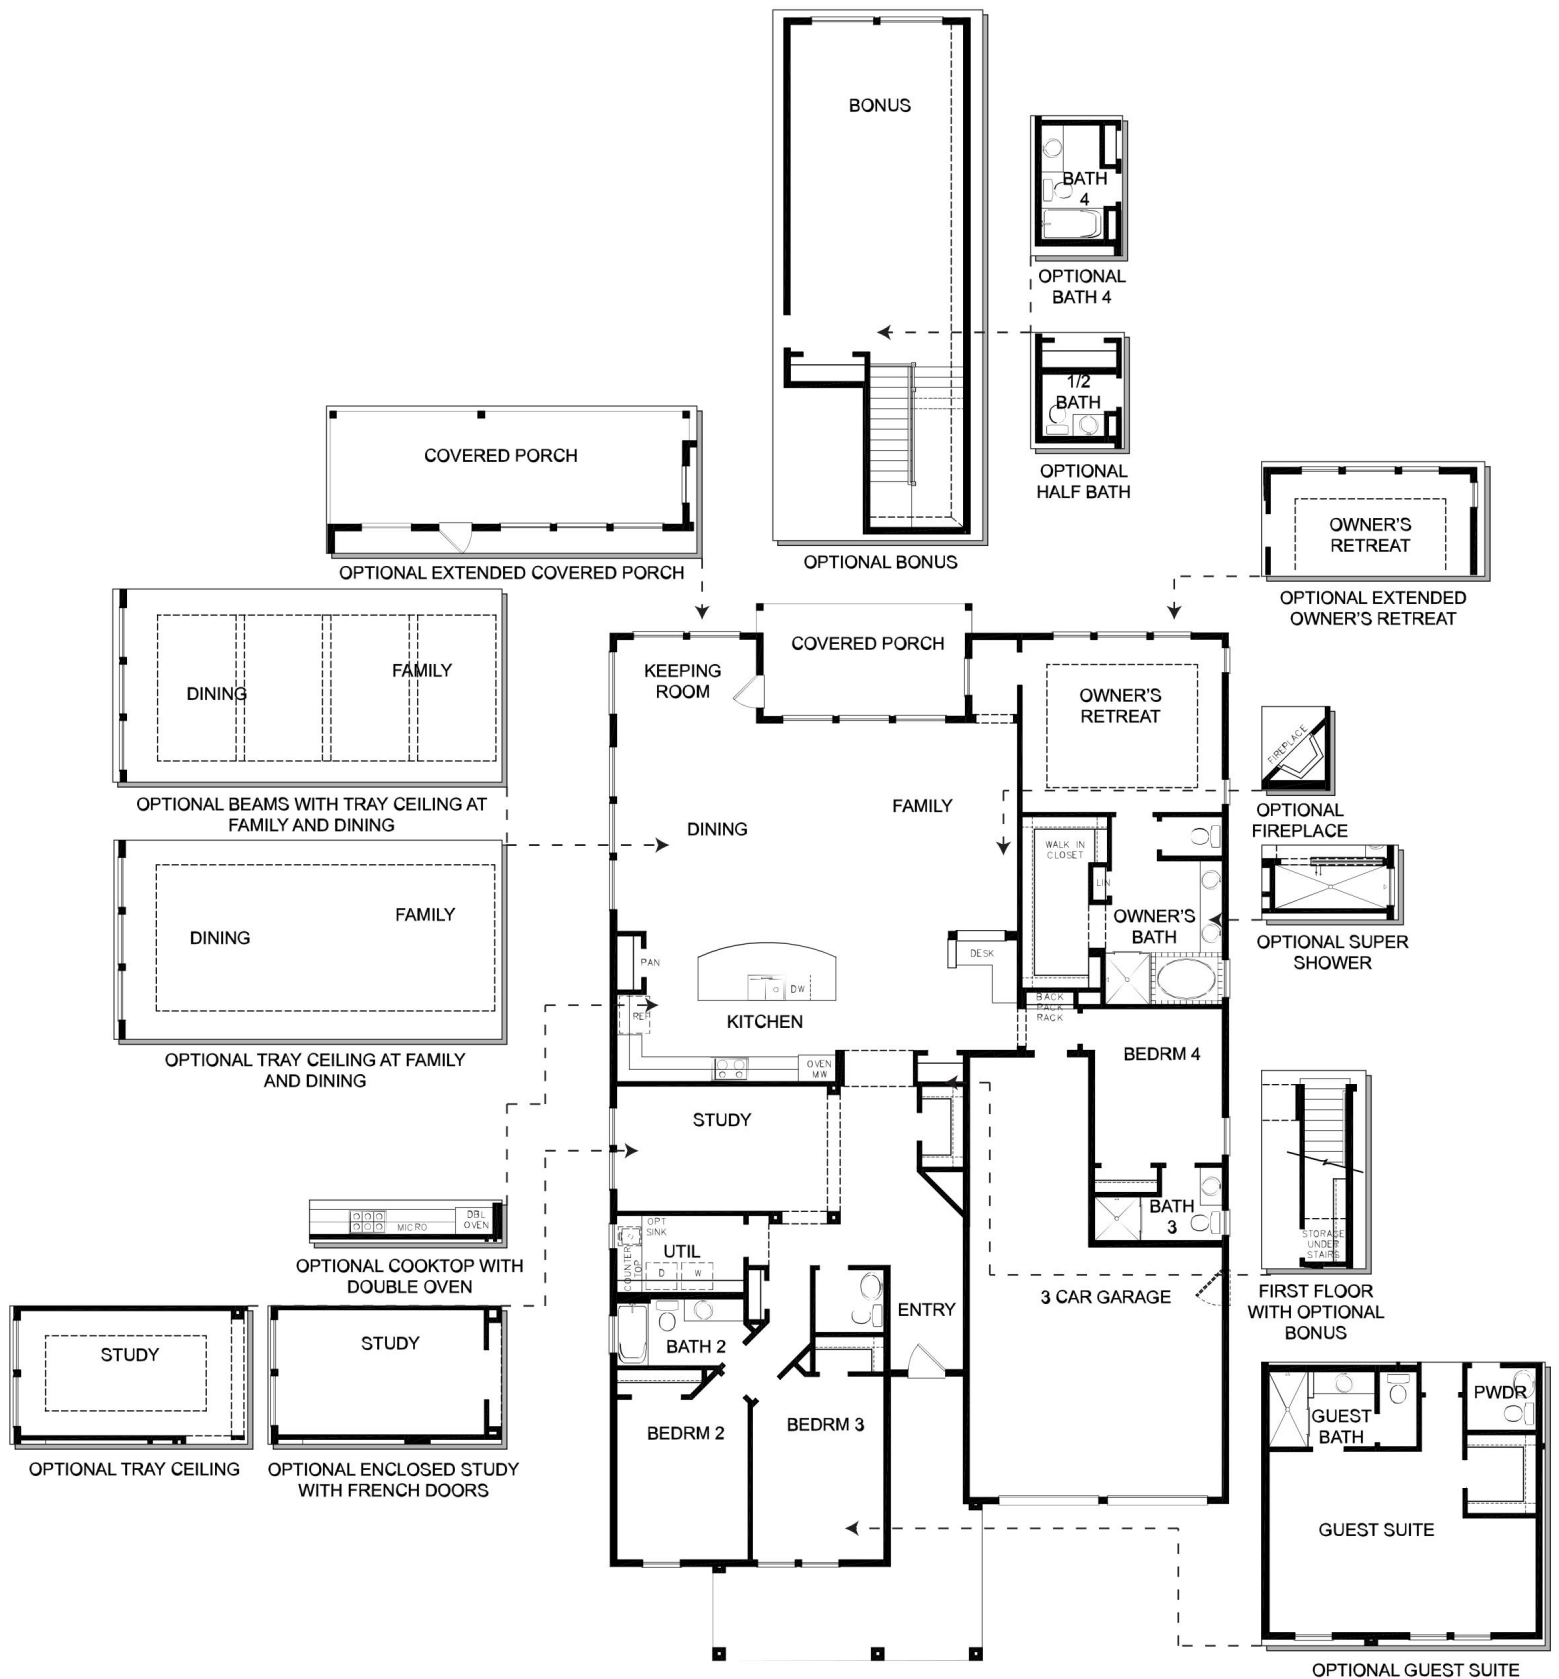 BONUS
BATH
4
OPTIONAL
BATH 4
1/2
BATH
OPTIONAL
HALF BATH
OPTIONAL BONUS
COVERED PORCH
OPTIONAL EXTENDED COVERED PORCH
OWNER'S
RETREAT
OPTIONAL EXTENDED
OWNER'S RETREAT
DINING
FAMILY
OPTIONAL BEAMS WITH TRAY CEILING AT
FAMILY AND DINING
DINING
FAMILY
OPTIONAL TRAY CEILING AT FAMILY
AND DINING
KEEPING
ROOM
COVERED PORCH
OWNER'S
RETREAT
FAMILY
DINING
WALK IN
CLOSET
LIN
OWNER'S
BATH
FIREPLACE
OPTIONAL
FIREPLACE
OPTIONAL SUPER
SHOWER
PAN
DESK
DW
REF
KITCHEN
OVEN
MW
BACK
PACK
RACK
BEDRM 4
STUDY
BATH
3
OPT
SINK
UTIL
COUNTER
TOP
D
W
BATH 2
ENTRY
3 CAR GARAGE
BEDRM 2
BEDRM 3
MICRO
DBL
OVEN
OPTIONAL COOKTOP WITH
DOUBLE OVEN
STUDY
OPTIONAL TRAY CEILING
STUDY
OPTIONAL ENCLOSED STUDY
WITH FRENCH DOORS
STORAGE
UNDER
STAIRS
FIRST FLOOR
WITH OPTIONAL
BONUS
GUEST
BATH
PWDR
GUEST SUITE
OPTIONAL GUEST SUITE